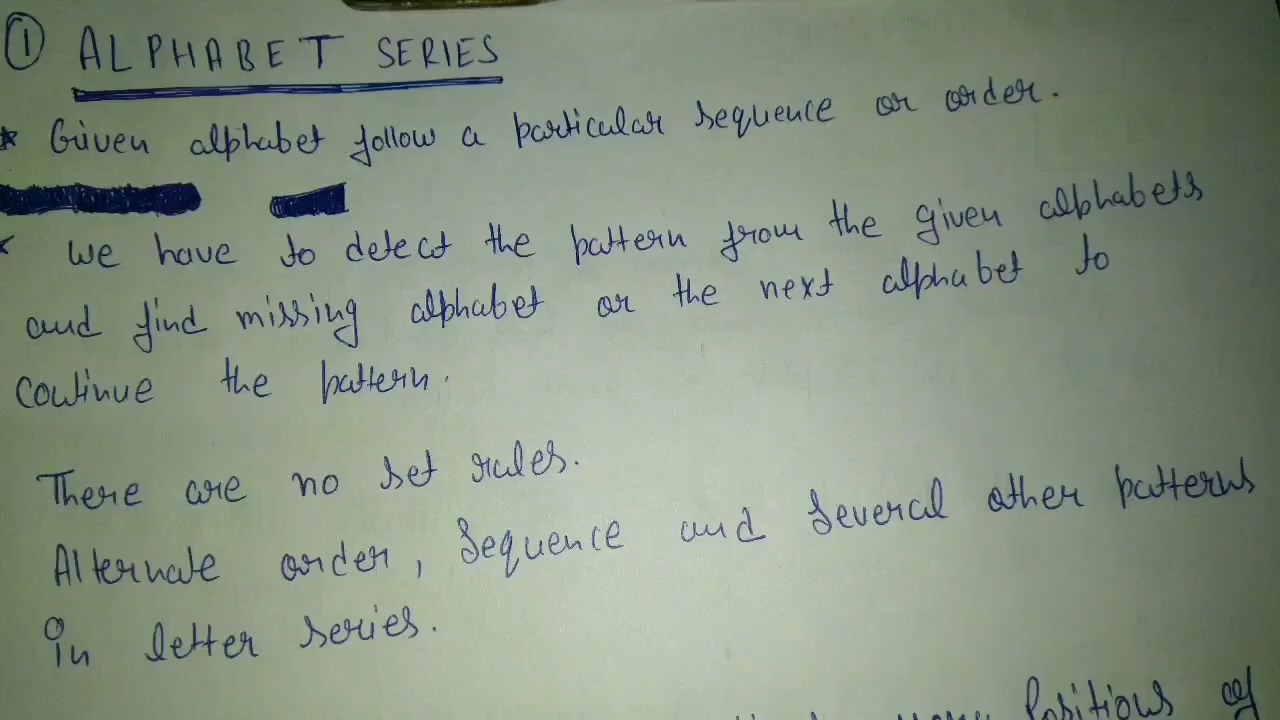 ① ALPHABET SERIES
* Given alphabet follow a particular sequence or order.
* We have to detect the pattern from the given alphabets
and find missing alphabet or the next alphabet to
continue the pattern.
There are no set rules.
Alternate order, Sequence and several other patterns
in letter series.
Positions of